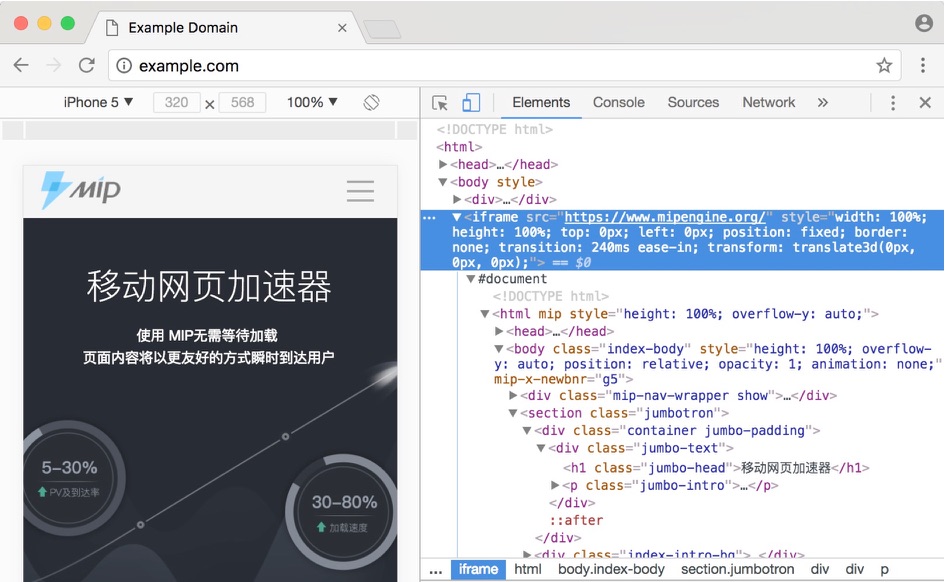 Example Domain
example.com
iPhone 5 ▼ 320 × 568 100% ▼
Elements Console Sources Network »
MIP
移动网页加速器
使用 MIP无需等待加载
页面内容将以更友好的方式瞬时到达用户
5-30%
PV及到达率
30-80%
加载速度
<!DOCTYPE html>
<html>
▶<head>…</head>
▼<body style>
▶<div>…</div>
… ▼<iframe src="https://www.mipengine.org/" style="width: 100%;
height: 100%; top: 0px; left: 0px; position: fixed; border:
none; transition: 240ms ease-in; transform: translate3d(0px,
0px, 0px);"> == $0
▼#document
<!DOCTYPE html>
▼<html mip style="height: 100%; overflow-y: auto;">
▶<head>…</head>
▼<body class="index-body" style="height: 100%; overflow-
y: auto; position: relative; opacity: 1; animation: none;"
mip-x-newbnr="g5">
▶<div class="mip-nav-wrapper show">…</div>
▼<section class="jumbotron">
▼<div class="container jumbo-padding">
▼<div class="jumbo-text">
<h1 class="jumbo-head">移动网页加速器</h1>
▶<p class="jumbo-intro">…</p>
</div>
::after
</div>
▶<div class="index-intro-bg"> </div>
… iframe html body.index-body section.jumbotron div div p